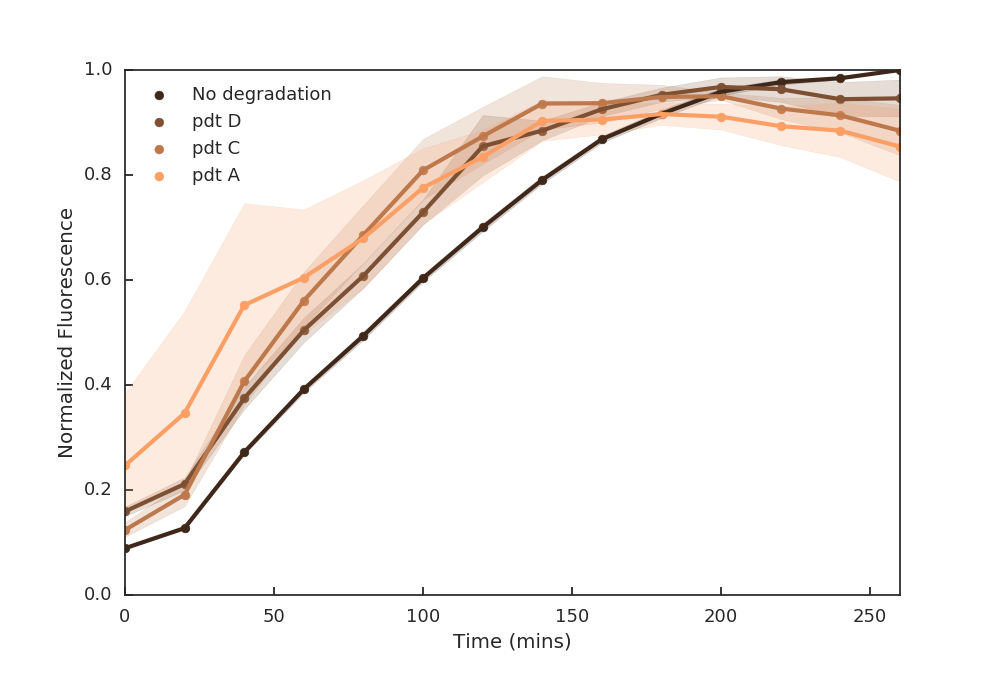 No degradation
pdt D
pdt C
pdt A
1.0
0.8
0.6
0.4
0.2
0.0
Normalized Fluorescence
0 50 100 150 200 250
Time (mins)